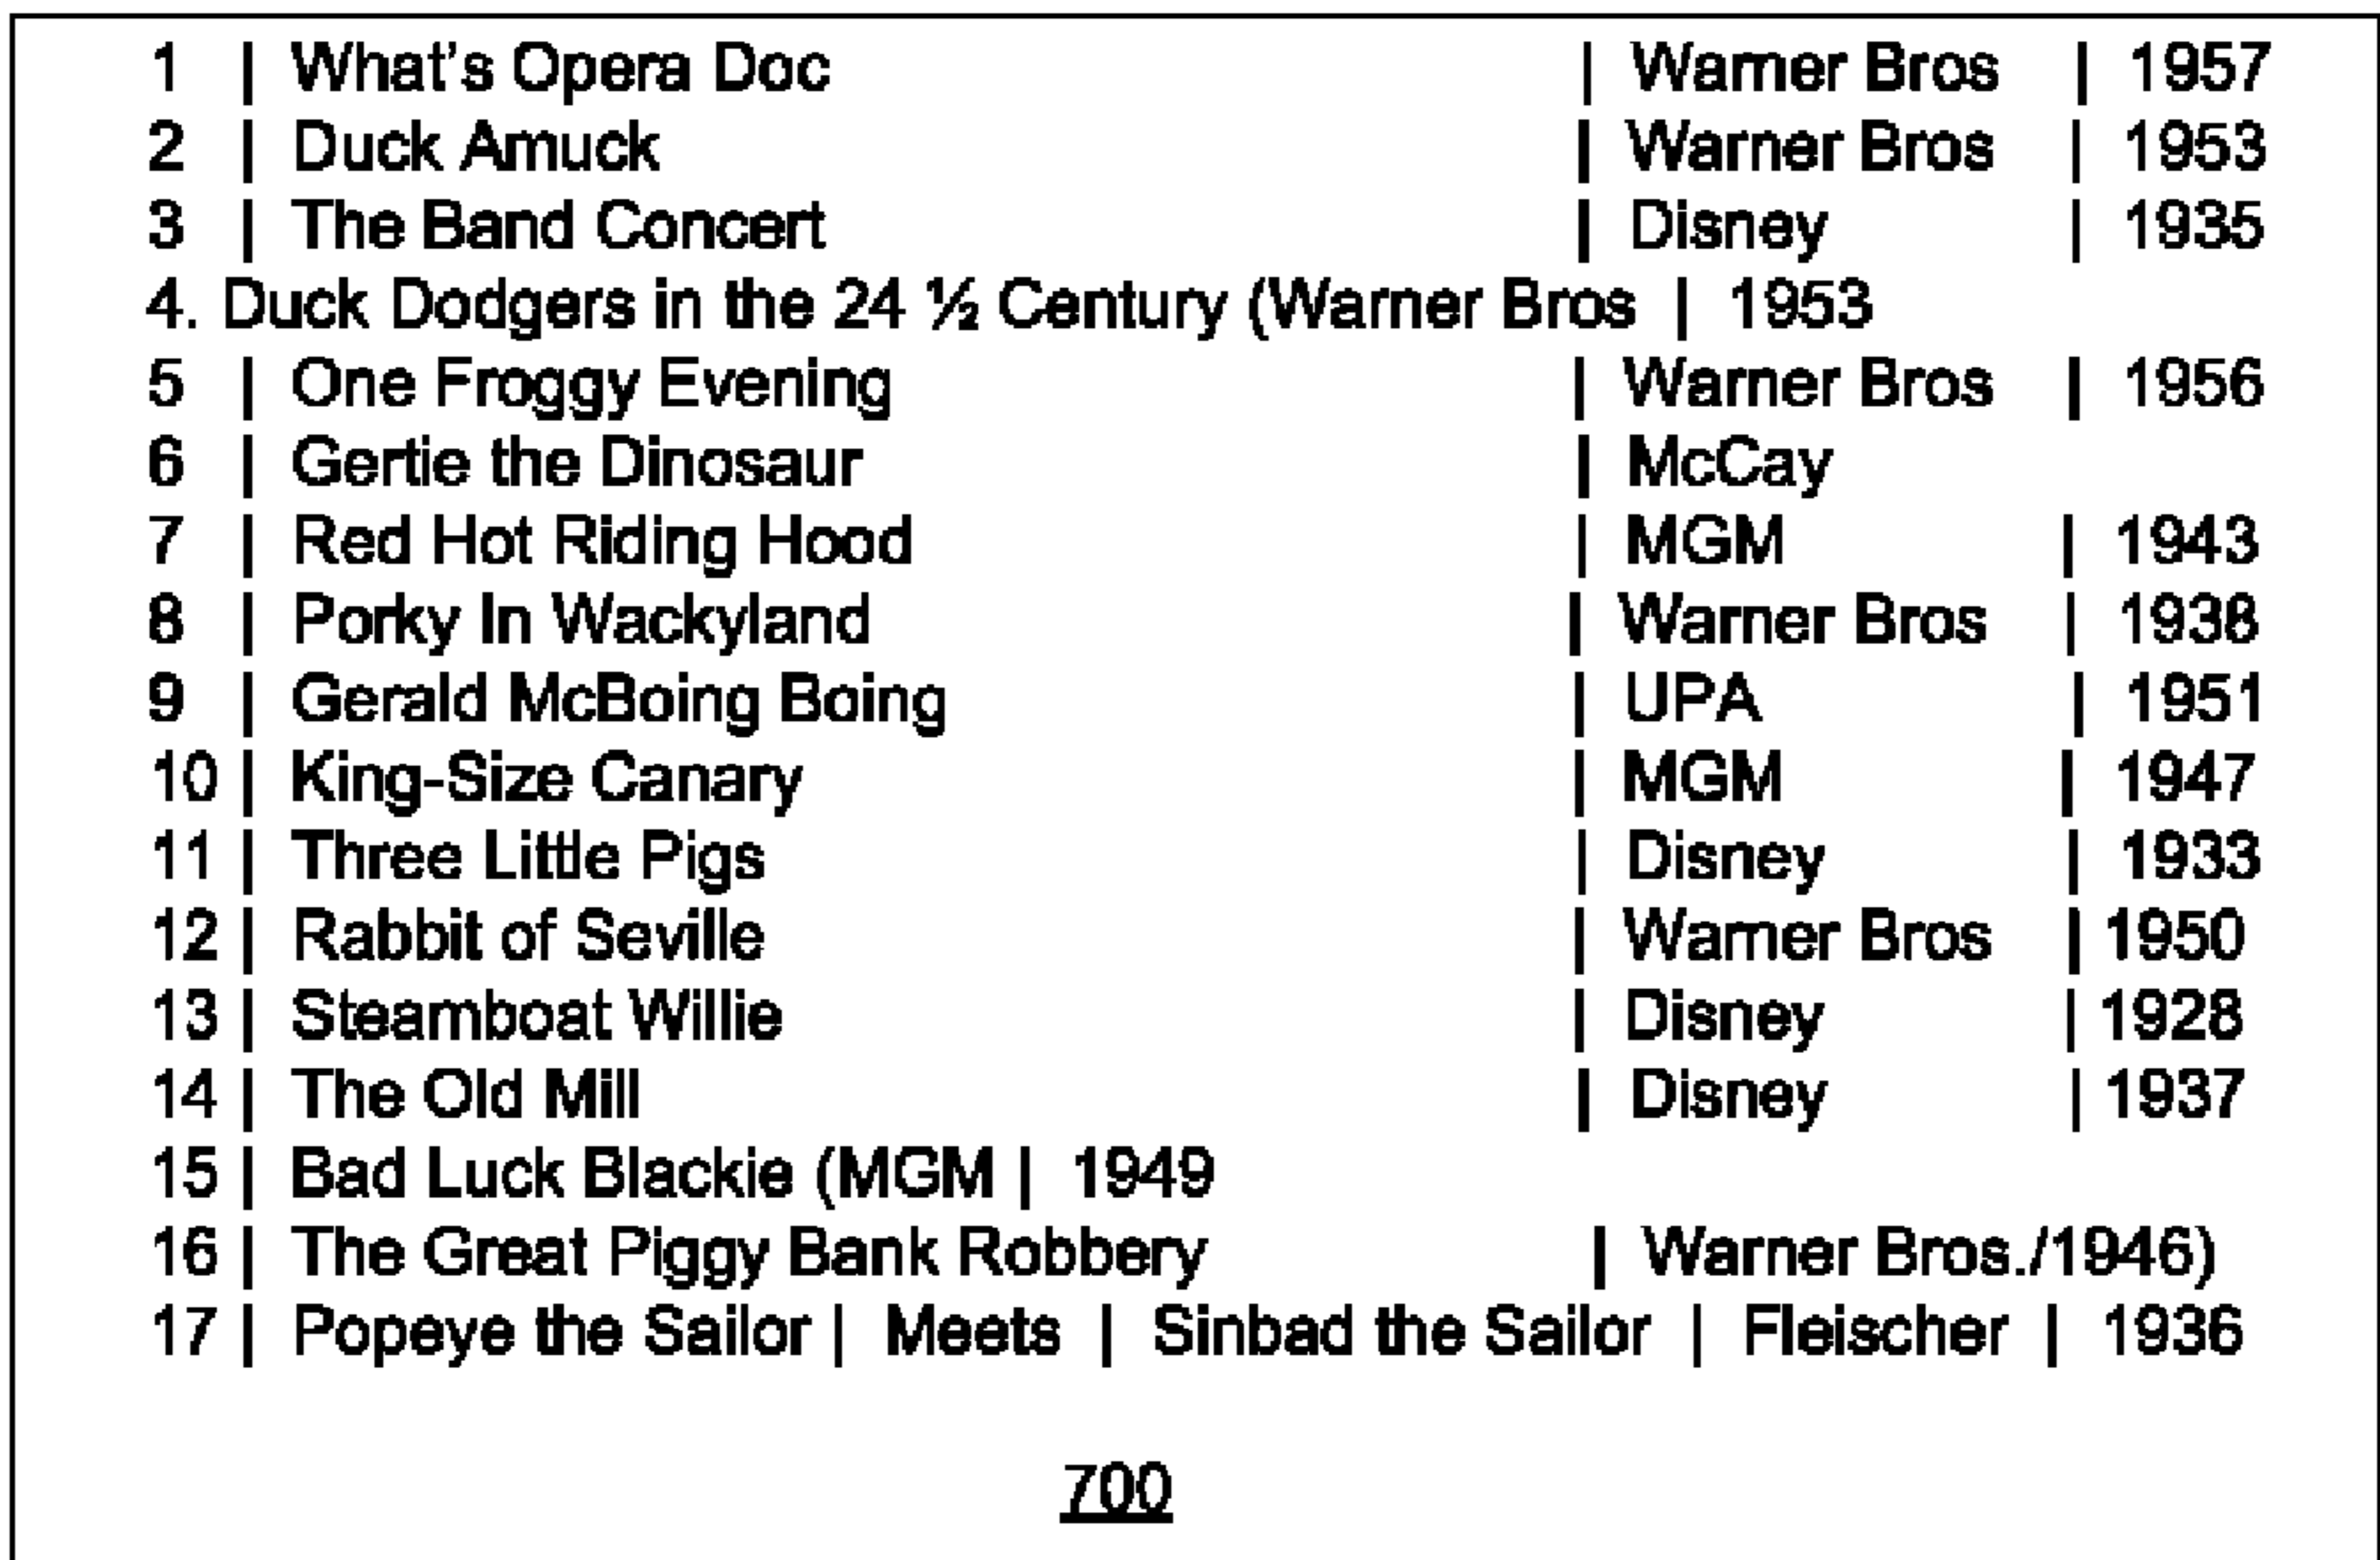 1 | What's Opera Doc | Warner Bros | 1957
2 | Duck Amuck | Warner Bros | 1953
3 | The Band Concert | Disney | 1935
4. Duck Dodgers in the 24 ½ Century (Warner Bros | 1953
5 | One Froggy Evening | Warner Bros | 1956
6 | Gertie the Dinosaur | McCay
7 | Red Hot Riding Hood | MGM | 1943
8 | Porky In Wackyland | Warner Bros | 1938
9 | Gerald McBoing Boing | UPA | 1951
10 | King-Size Canary | MGM | 1947
11 | Three Little Pigs | Disney | 1933
12 | Rabbit of Seville | Warner Bros | 1950
13 | Steamboat Willie | Disney | 1928
14 | The Old Mill | Disney | 1937
15 | Bad Luck Blackie (MGM | 1949
16 | The Great Piggy Bank Robbery | Warner Bros./1946)
17 | Popeye the Sailor | Meets | Sinbad the Sailor | Fleischer | 1936
700